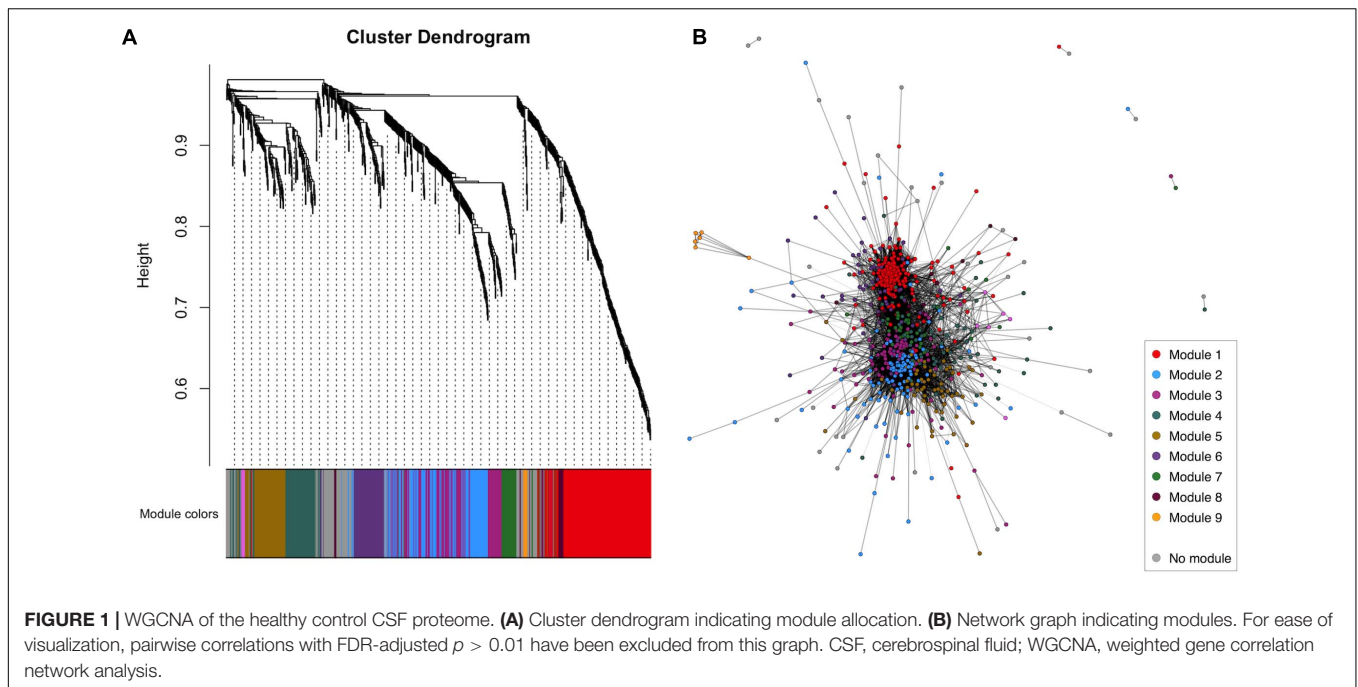 A
Cluster Dendrogram
Height
0.9
0.8
0.7
0.6
Module colors
B
Module 1
Module 2
Module 3
Module 4
Module 5
Module 6
Module 7
Module 8
Module 9
No module
FIGURE 1 | WGCNA of the healthy control CSF proteome. (A) Cluster dendrogram indicating module allocation. (B) Network graph indicating modules. For ease of
visualization, pairwise correlations with FDR-adjusted p > 0.01 have been excluded from this graph. CSF, cerebrospinal fluid; WGCNA, weighted gene correlation
network analysis.